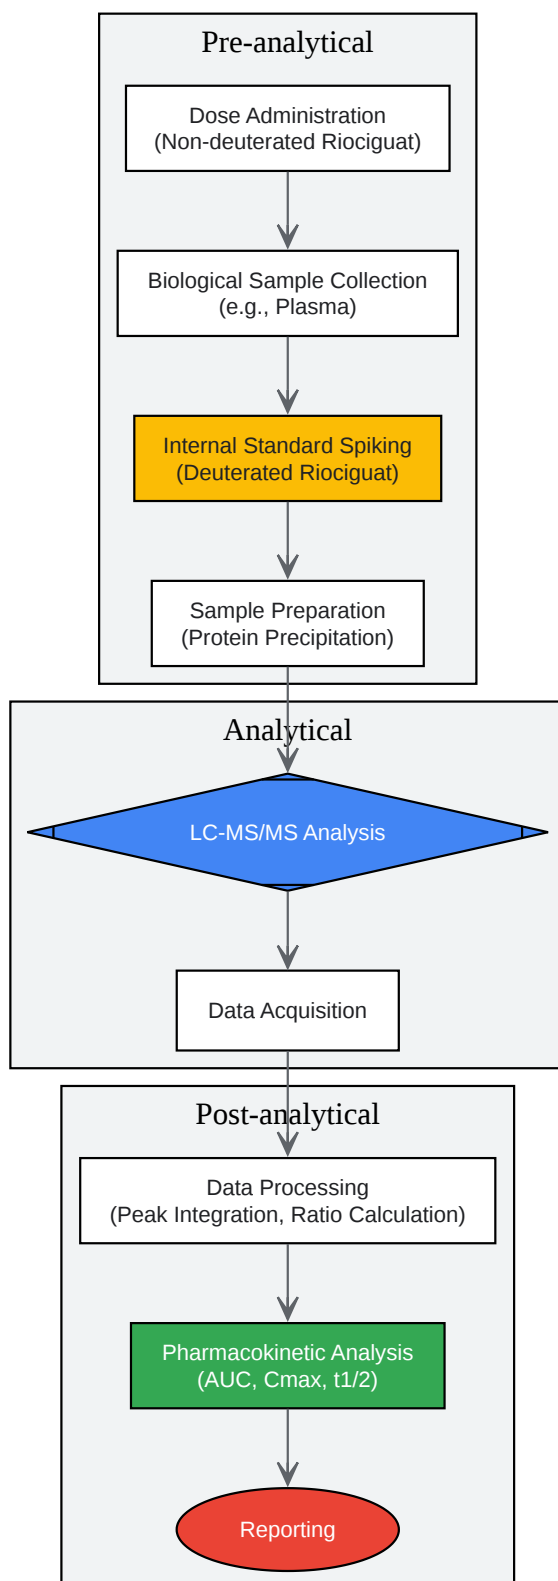 Pre-analytical
Dose Administration
(Non-deuterated Riociguat)
Biological Sample Collection
(e.g., Plasma)
Internal Standard Spiking
(Deuterated Riociguat)
Sample Preparation
(Protein Precipitation)
Analytical
LC-MS/MS Analysis
Data Acquisition
Post-analytical
Data Processing
(Peak Integration, Ratio Calculation)
Pharmacokinetic Analysis
(AUC, Cmax, t1/2)
Reporting